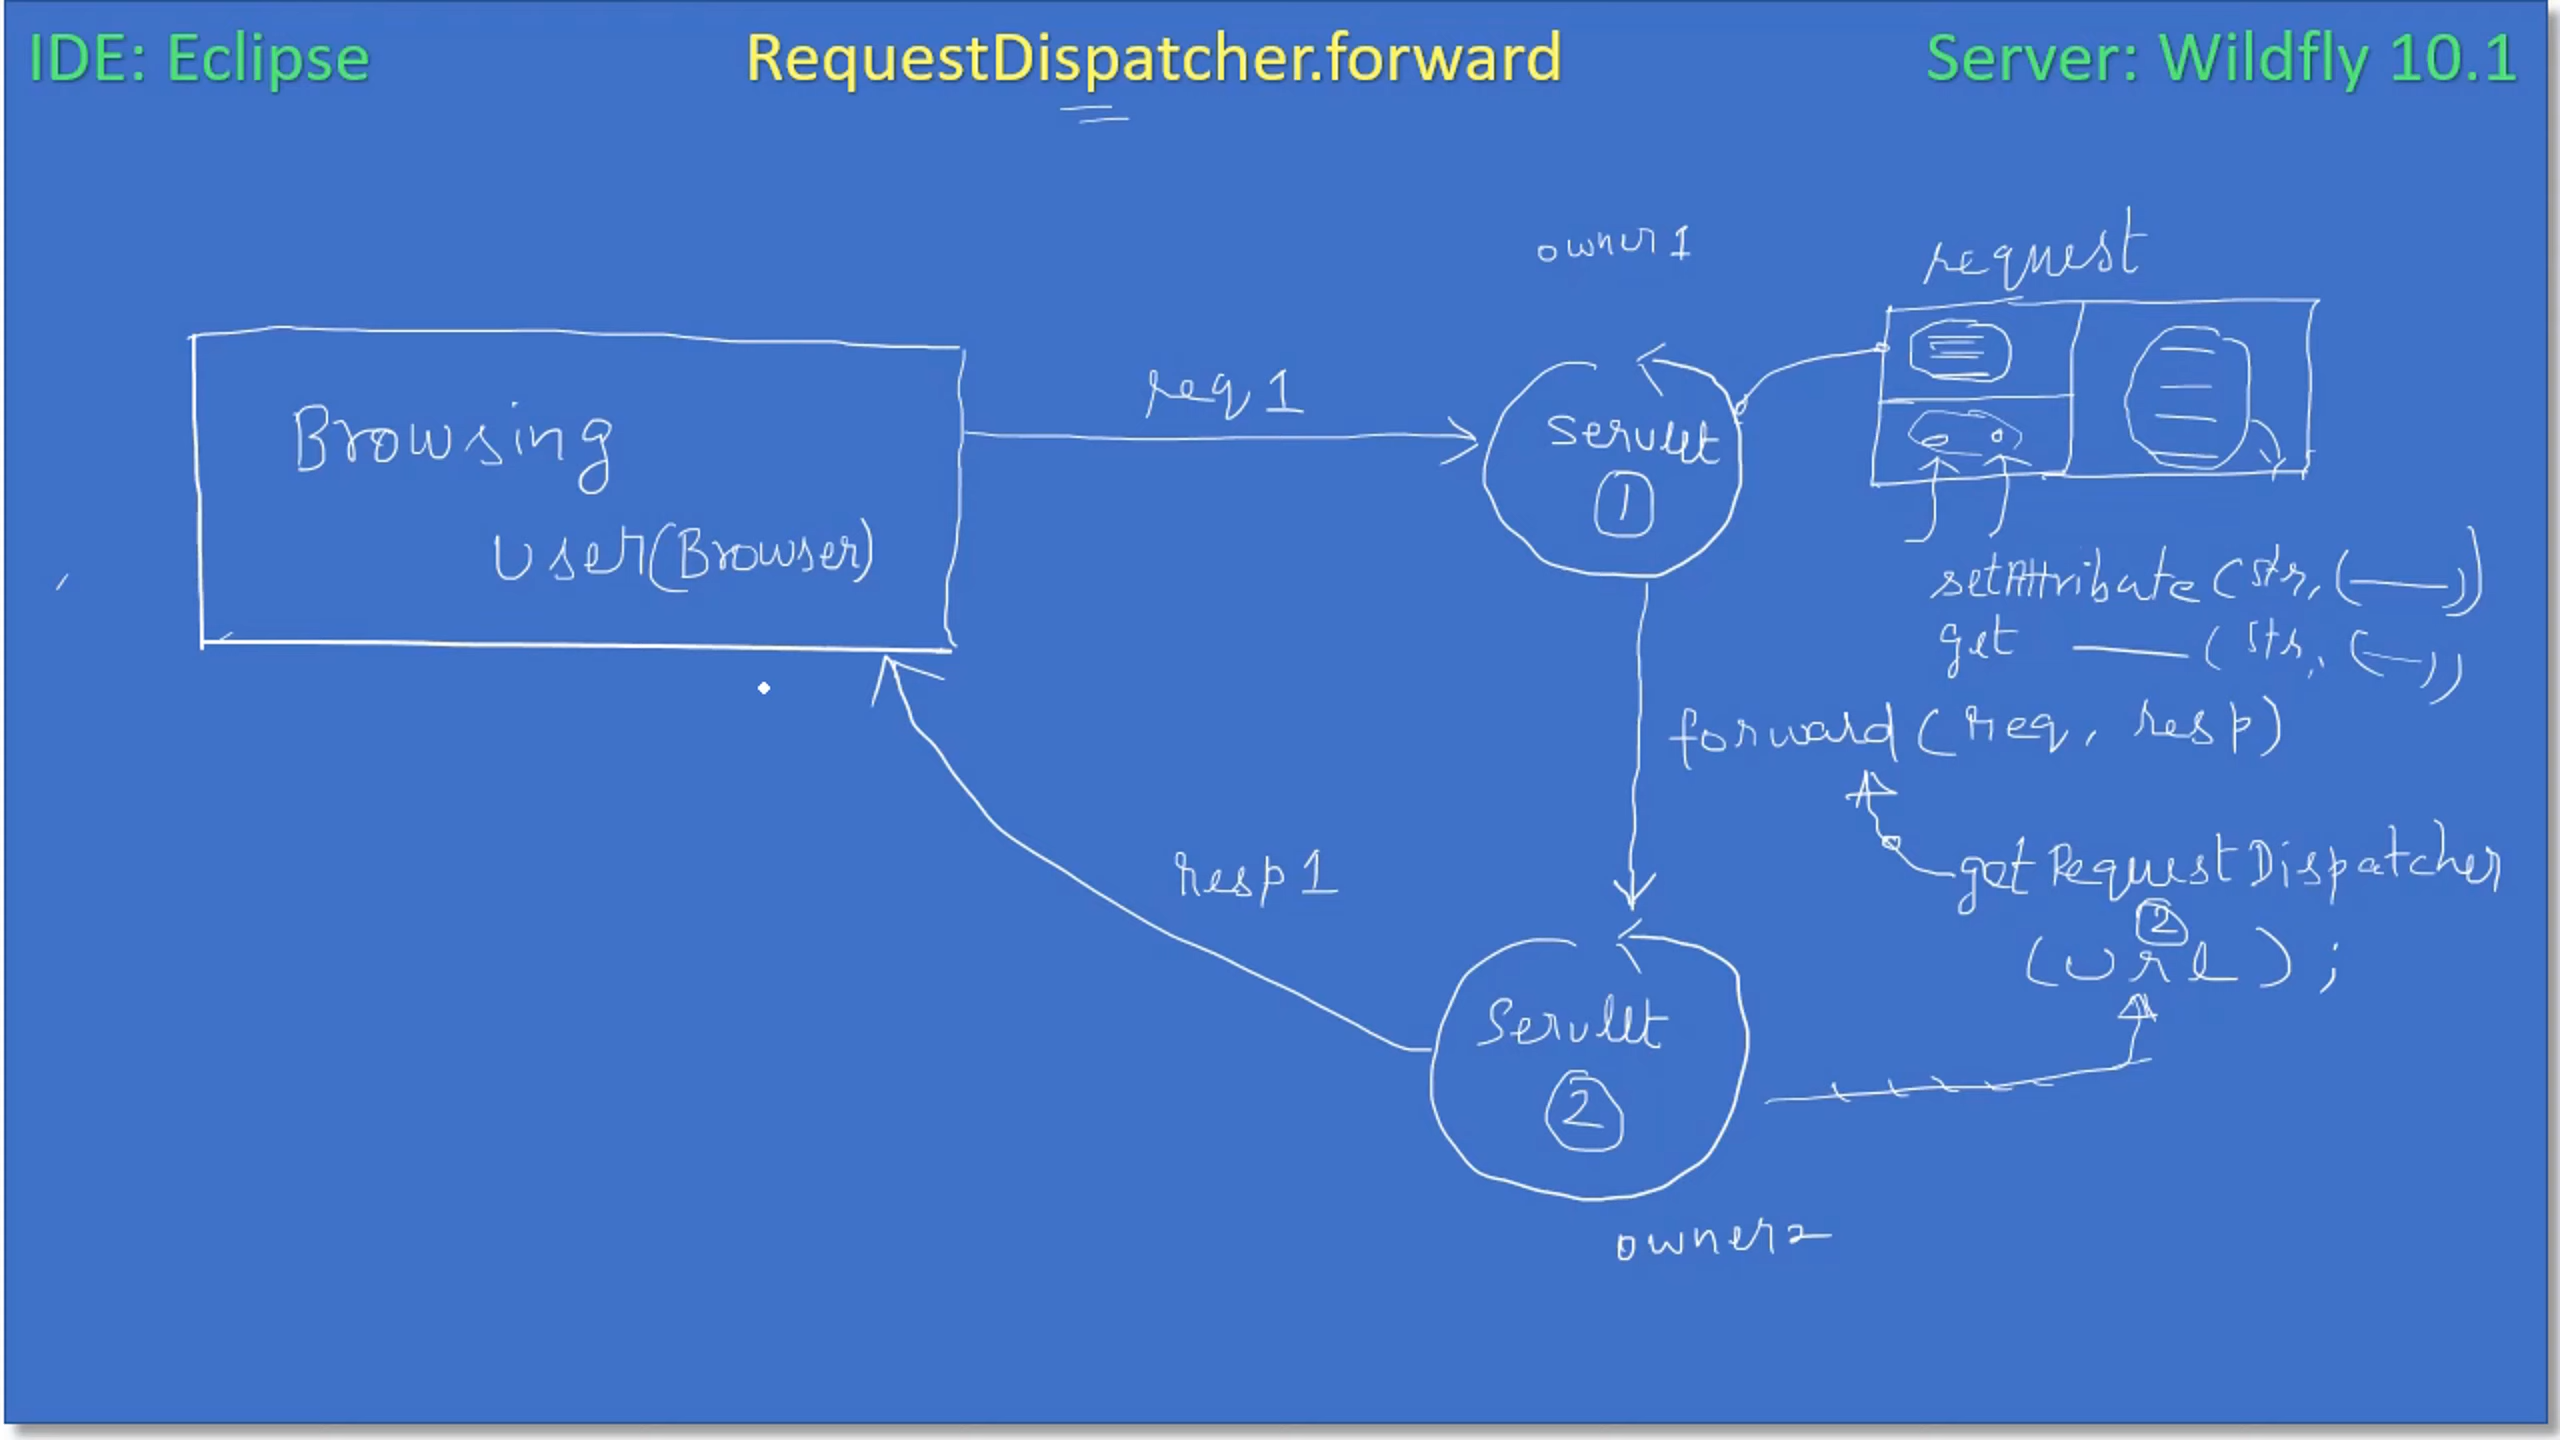 IDE: Eclipse
RequestDispatcher.forward
Server: Wildfly 10.1
owner 1
request
req 1
Browsing
user(Browser)
Servlet
1
setAttribute (str, (—))
get —— ( str, (—))
forward ( req, resp)
resp 1
getRequestDispatcher
2
(url);
Servlet
2
owner2